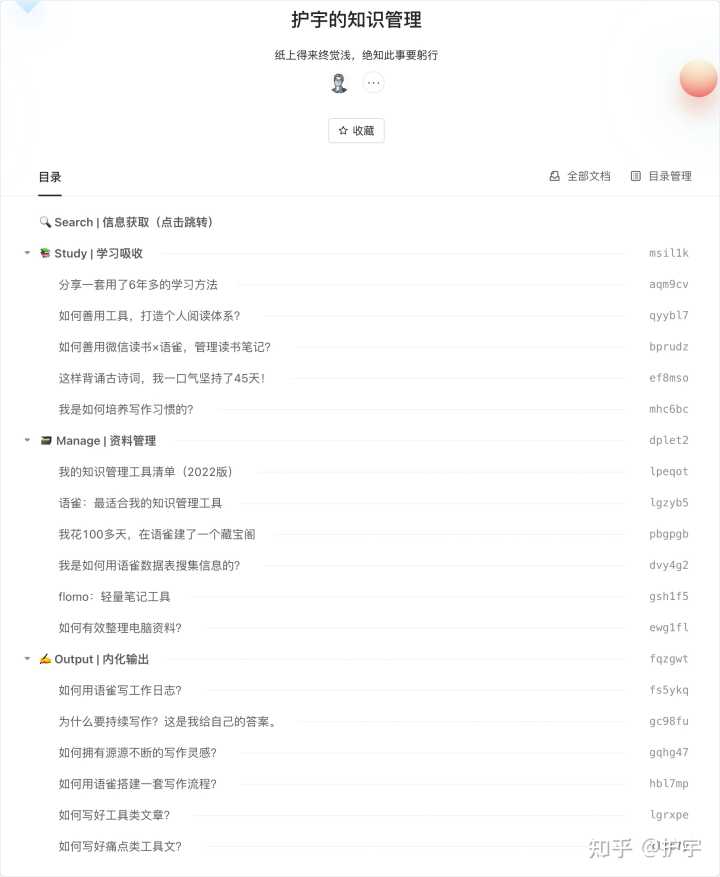 护宇的知识管理
纸上得来终觉浅，绝知此事要躬行
收藏
目录 全部文档 目录管理
Search | 信息获取（点击跳转）
Study | 学习吸收 msil1k
分享一套用了6年多的学习方法 aqm9cv
如何善用工具，打造个人阅读体系？ qyybl7
如何善用微信读书×语雀，管理读书笔记？ bprudz
这样背诵古诗词，我一口气坚持了45天！ ef8mso
我是如何培养写作习惯的？ mhc6bc
Manage | 资料管理 dplet2
我的知识管理工具清单（2022版） lpeqot
语雀：最适合我的知识管理工具 lgzyb5
我花100多天，在语雀建了一个藏宝阁 pbgpgb
我是如何用语雀数据表搜集信息的？ dvy4g2
flomo：轻量笔记工具 gsh1f5
如何有效整理电脑资料？ ewg1fl
Output | 内化输出 fqzgwt
如何用语雀写工作日志？ fs5ykq
为什么要持续写作？这是我给自己的答案。 gc98fu
如何拥有源源不断的写作灵感？ gqhg47
如何用语雀搭建一套写作流程？ hbl7mp
如何写好工具类文章？ lgrxpe
如何写好痛点类工具文？
知乎 @护宇